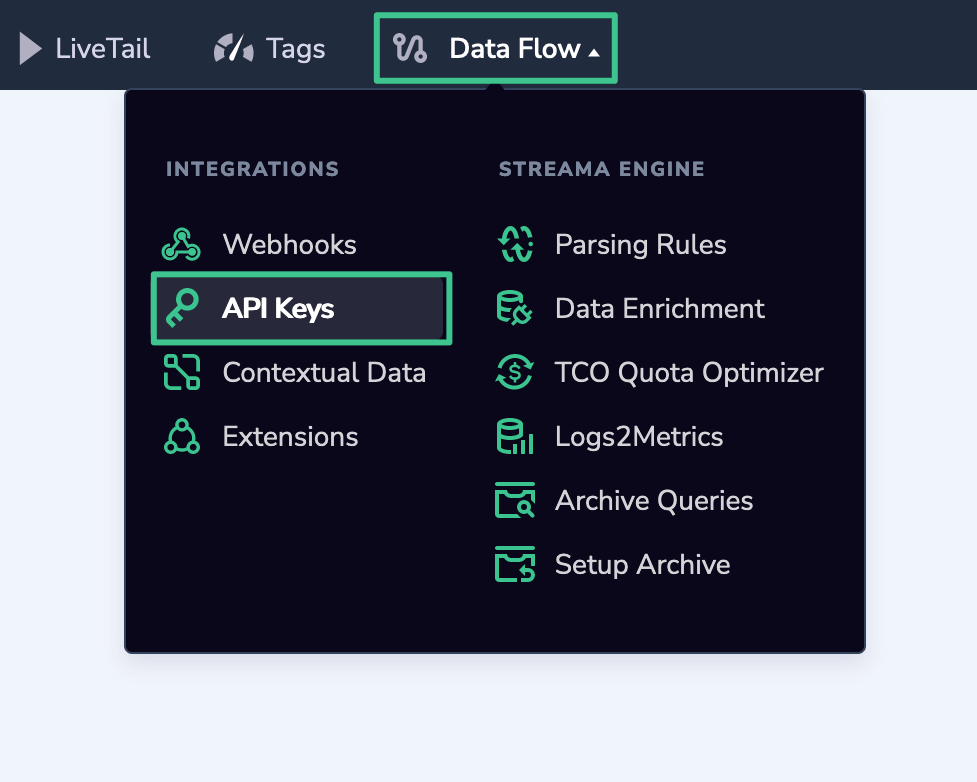 LiveTail Tags Data Flow
INTEGRATIONS
Webhooks
API Keys
Contextual Data
Extensions
STREAMA ENGINE
Parsing Rules
Data Enrichment
TCO Quota Optimizer
Logs2Metrics
Archive Queries
Setup Archive